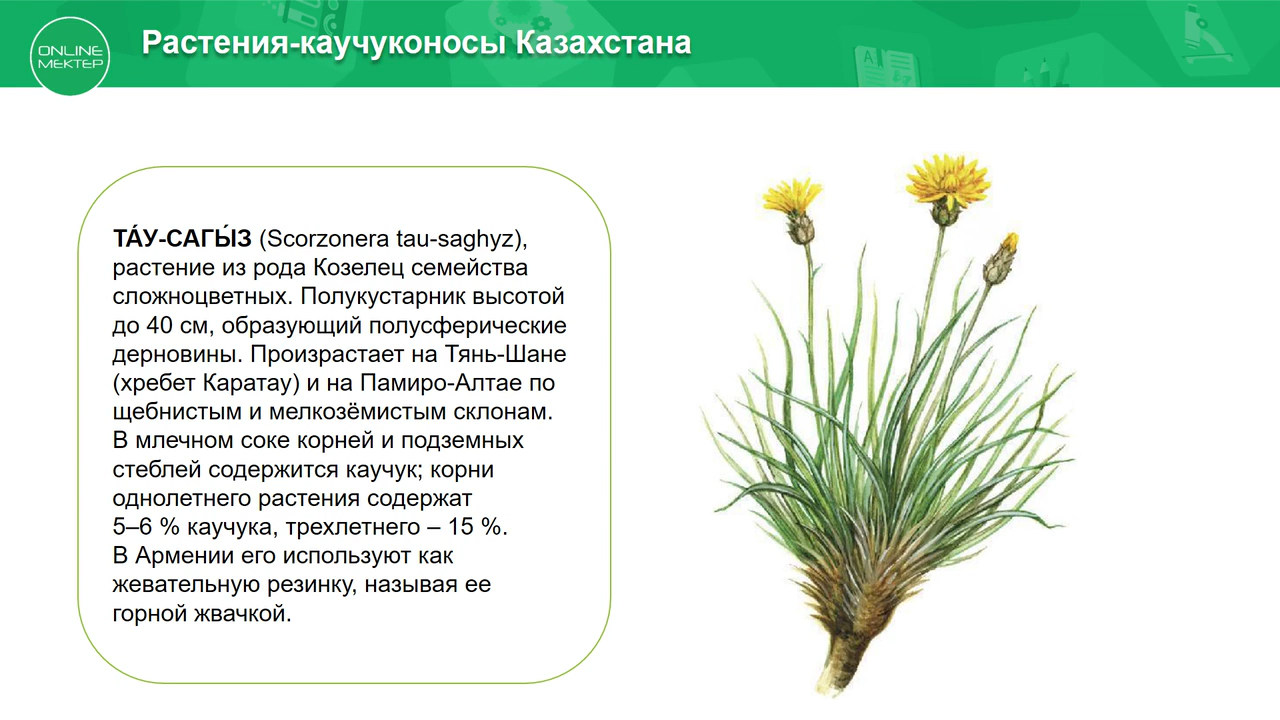 ONLINE
МЕКТЕР
Растения-каучуконосы Казахстана
ТА́У-САГЫ́З (Scorzonera tau-saghyz),
растение из рода Козелец семейства
сложноцветных. Полукустарник высотой
до 40 см, образующий полусферические
дерновины. Произрастает на Тянь-Шане
(хребет Каратау) и на Памиро-Алтае по
щебнистым и мелкозёмистым склонам.
В млечном соке корней и подземных
стеблей содержится каучук; корни
однолетнего растения содержат
5–6 % каучука, трехлетнего – 15 %.
В Армении его используют как
жевательную резинку, называя ее
горной жвачкой.